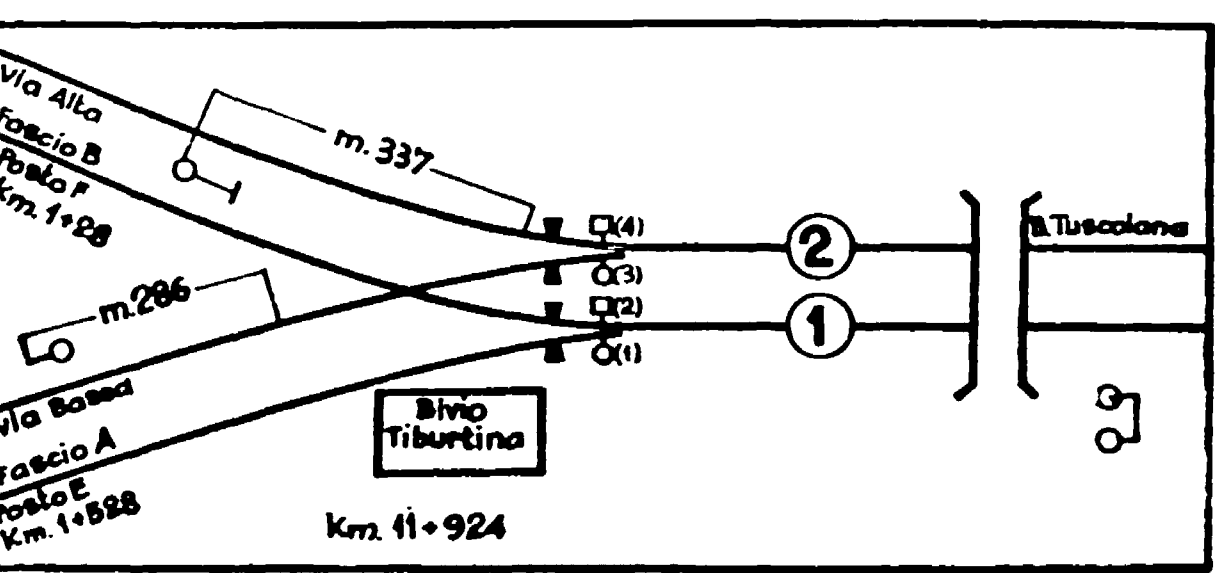 Via Alta
Fascio B
Posto F
Km. 1+28
m. 337
(4)
(3)
(2)
(1)
2
1
Tuscolana
m.286
Via Bassa
Fascio A
Posto E
Km. 1+528
Bivio
Tiburtina
Km. 11+924